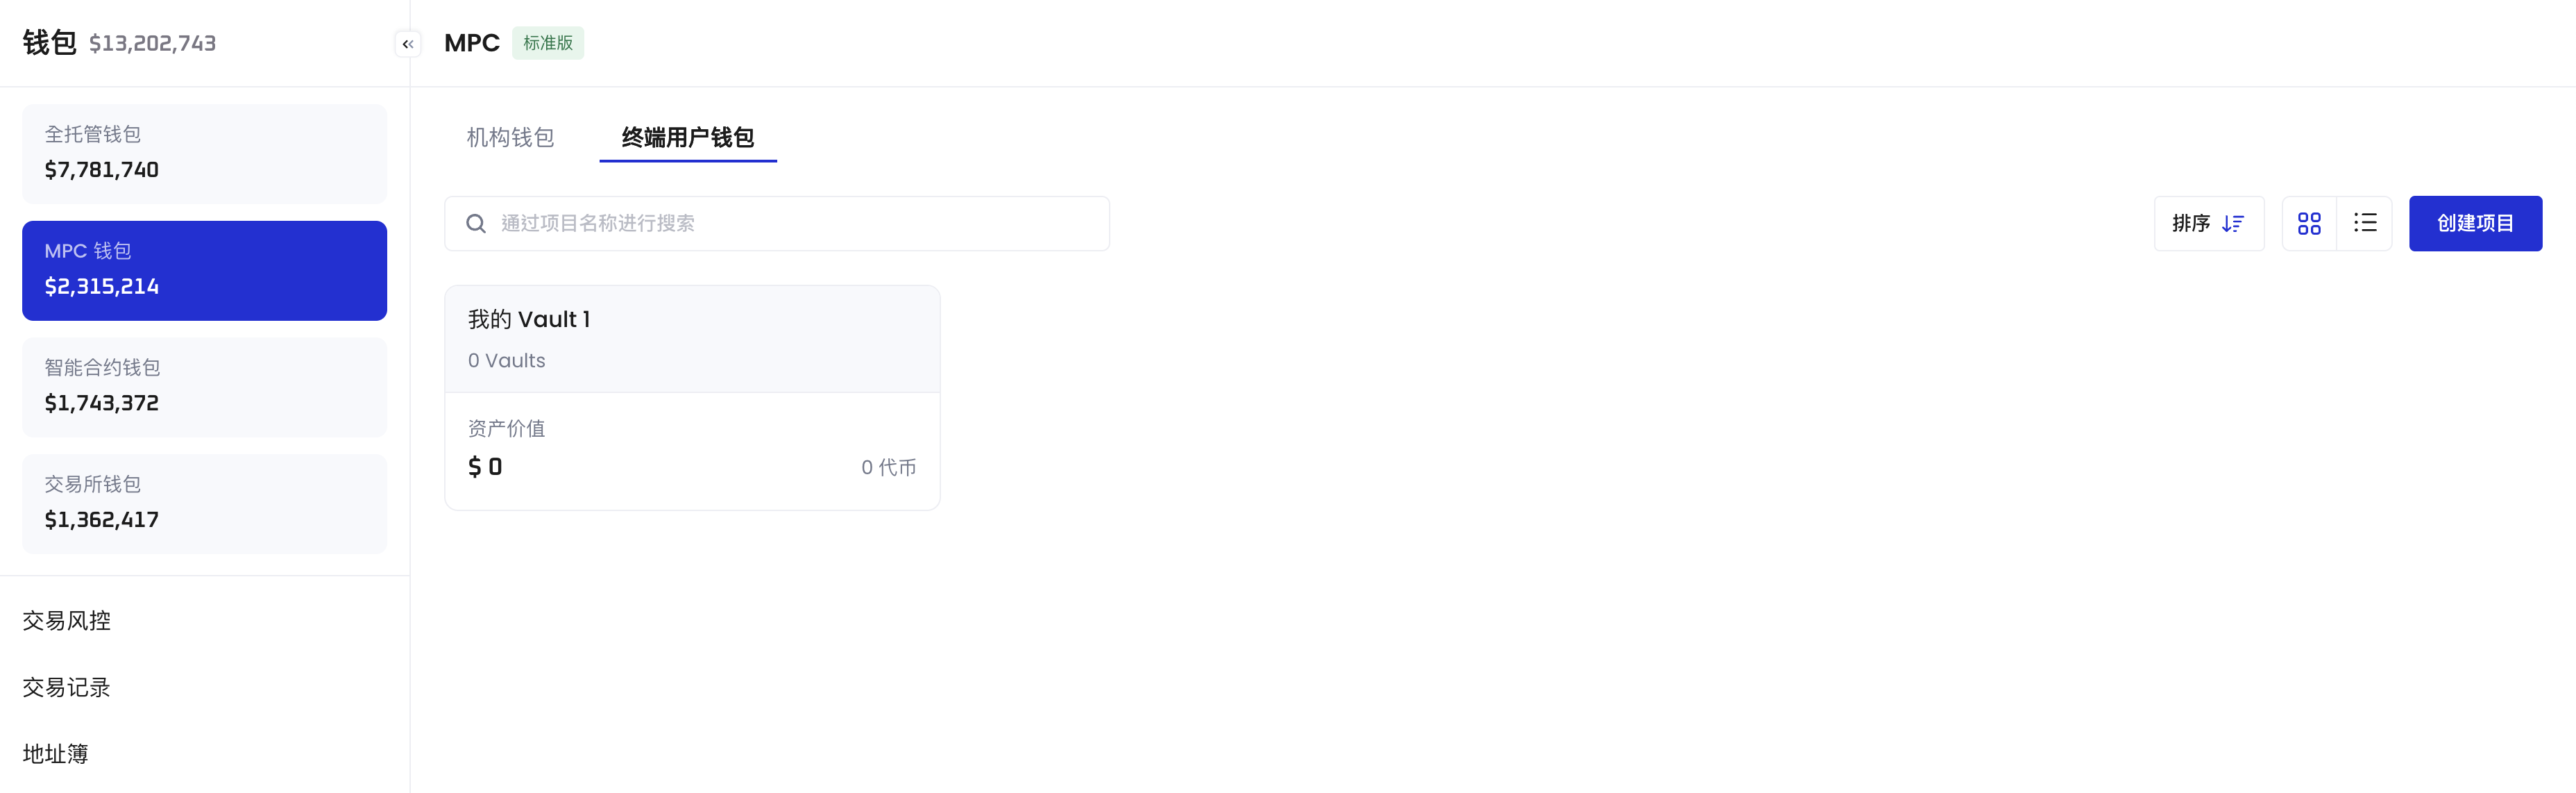 钱包 $13,202,743
全托管钱包
$7,781,740
MPC 钱包
$2,315,214
智能合约钱包
$1,743,372
交易所钱包
$1,362,417
交易风控
交易记录
地址簿
MPC 标准版
机构钱包 终端用户钱包
通过项目名称进行搜索 排序 创建项目
我的 Vault 1
0 Vaults
资产价值
$ 0 0 代币